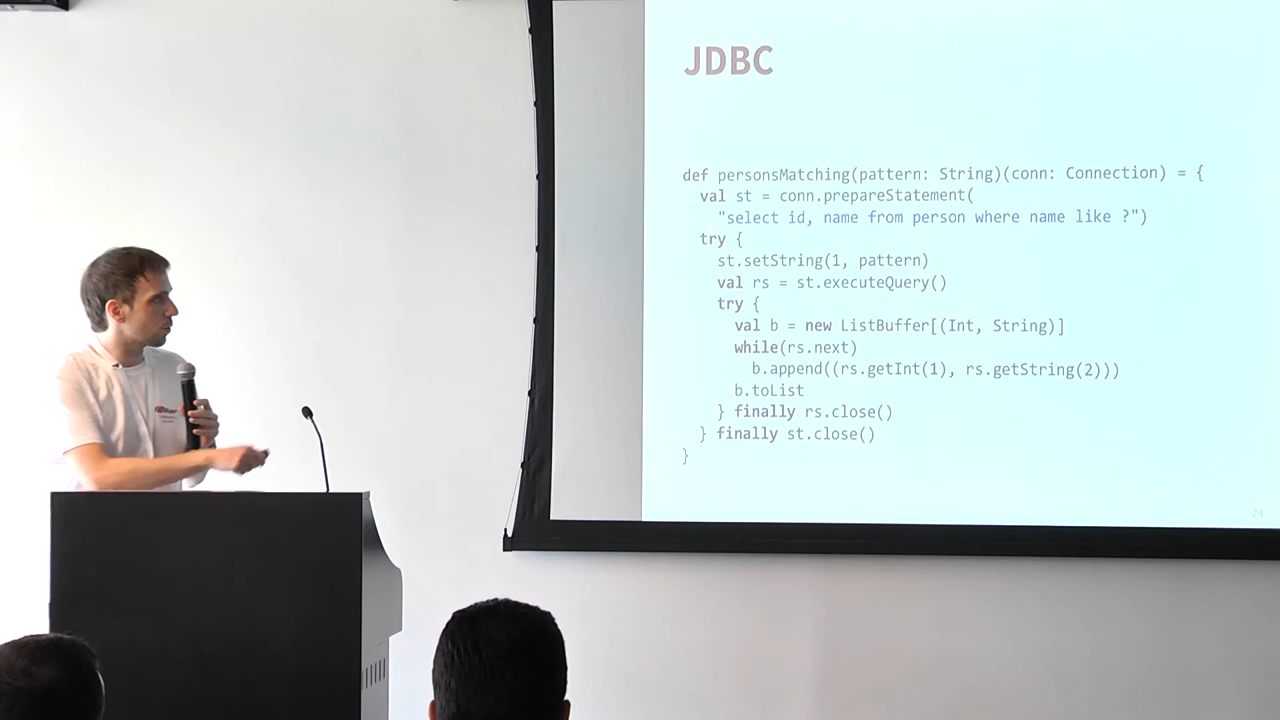 JDBC
def personsMatching(pattern: String)(conn: Connection) = {
val st = conn.prepareStatement(
"select id, name from person where name like ?")
try {
st.setString(1, pattern)
val rs = st.executeQuery()
try {
val b = new ListBuffer[(Int, String)]
while(rs.next)
b.append((rs.getInt(1), rs.getString(2)))
b.toList
} finally rs.close()
} finally st.close()
}
24